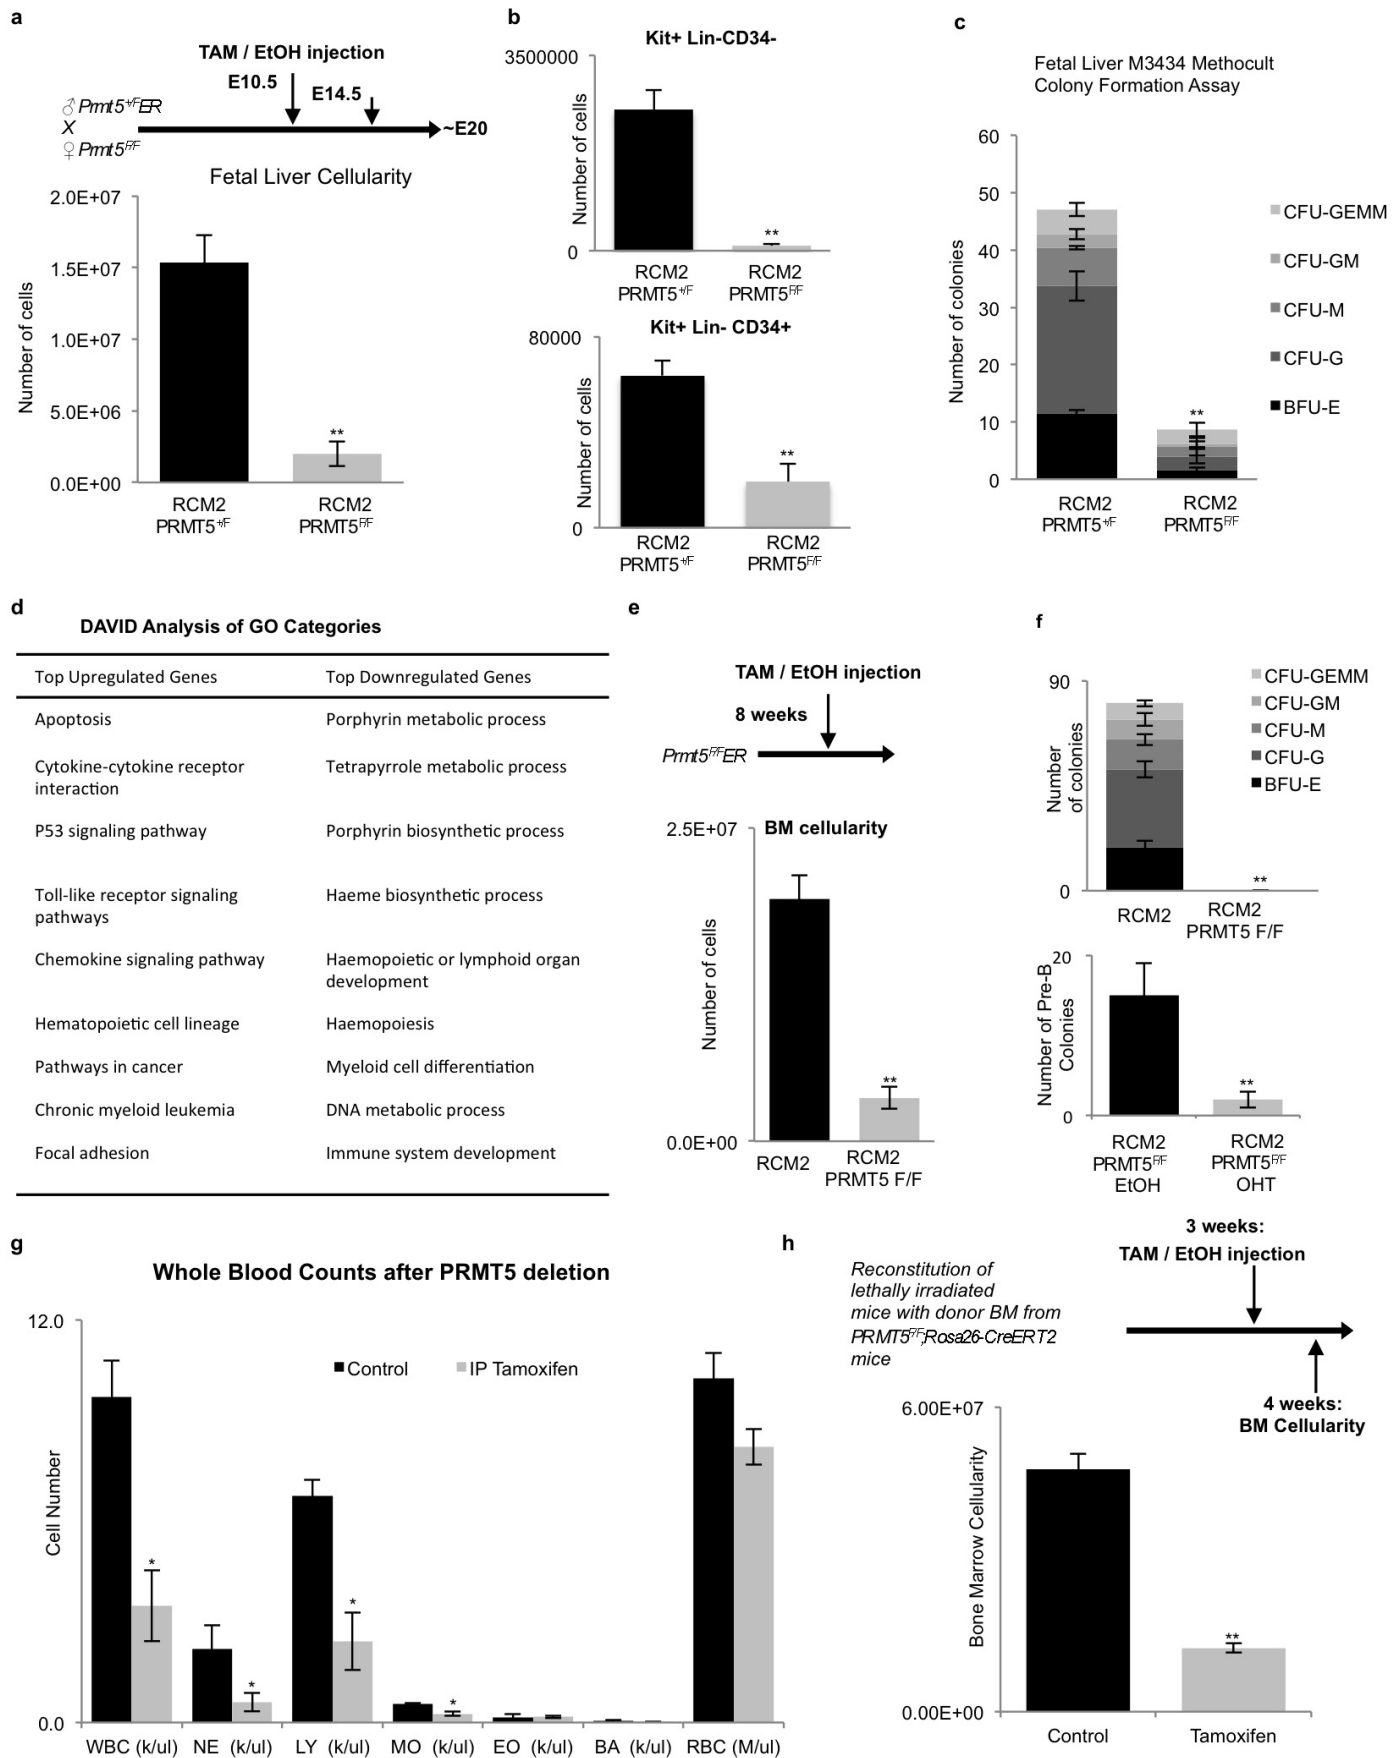 a
TAM / EtOH injection
E10.5
E14.5
♂ Prmt5+/FER
X
♀ Prmt5F/F
~E20
Fetal Liver Cellularity
2.0E+07
1.5E+07
1.0E+07
5.0E+06
0.0E+00
Number of cells
**
RCM2
PRMT5+/F
RCM2
PRMT5F/F
b
Kit+ Lin-CD34-
3500000
0
Number of cells
**
RCM2
PRMT5+/F
RCM2
PRMT5F/F
Kit+ Lin- CD34+
80000
0
Number of cells
**
RCM2
PRMT5+/F
RCM2
PRMT5F/F
c
Fetal Liver M3434 Methocult
Colony Formation Assay
60
50
40
30
20
10
0
Number of colonies
**
RCM2
PRMT5+/F
RCM2
PRMT5F/F
CFU-GEMM
CFU-GM
CFU-M
CFU-G
BFU-E
d
DAVID Analysis of GO Categories
Top Upregulated Genes
Top Downregulated Genes
Apoptosis
Porphyrin metabolic process
Cytokine-cytokine receptor
interaction
Tetrapyrrole metabolic process
P53 signaling pathway
Porphyrin biosynthetic process
Toll-like receptor signaling
pathways
Haeme biosynthetic process
Chemokine signaling pathway
Haemopoietic or lymphoid organ
development
Hematopoietic cell lineage
Haemopoiesis
Pathways in cancer
Myeloid cell differentiation
Chronic myeloid leukemia
DNA metabolic process
Focal adhesion
Immune system development
e
TAM / EtOH injection
8 weeks
Prmt5F/FER
2.5E+07
BM cellularity
Number of cells
0.0E+00
**
RCM2
RCM2
PRMT5 F/F
f
90
0
Number
of colonies
**
RCM2
RCM2
PRMT5 F/F
CFU-GEMM
CFU-GM
CFU-M
CFU-G
BFU-E
20
0
Number of Pre-B
Colonies
**
RCM2
PRMT5F/F
EtOH
RCM2
PRMT5F/F
OHT
g
Whole Blood Counts after PRMT5 deletion
12.0
0.0
Cell Number
Control
IP Tamoxifen
*
*
*
*
WBC (k/ul)
NE (k/ul)
LY (k/ul)
MO (k/ul)
EO (k/ul)
BA (k/ul)
RBC (M/ul)
h
3 weeks:
TAM / EtOH injection
Reconstitution of
lethally irradiated
mice with donor BM from
PRMT5F/F;Rosa26-CreERT2
mice
4 weeks:
BM Cellularity
6.00E+07
0.00E+00
Bone Marrow Cellularity
**
Control
Tamoxifen